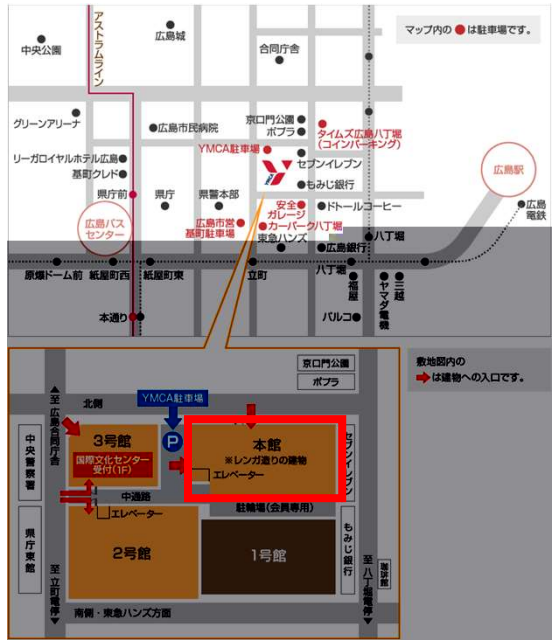 アストラムライン
中央公園
広島城
合同庁舎
マップ内の●は駐車場です。
グリーンアリーナ
広島市民病院
京口門公園
ポプラ
タイムズ広島八丁堀
(コインパーキング)
YMCA駐車場
セブンイレブン
リーガロイヤルホテル広島
基町クレド
もみじ銀行
広島駅
県庁前
県庁
県警本部
安全
ガレージ
ドトールコーヒー
広島
電鉄
広島バス
センター
広島市営
基町駐車場
カーパーク八丁堀
東急ハンズ
広島銀行
八丁堀
原爆ドーム前
紙屋町西
紙屋町東
立町
八丁堀
福屋
ヤマダ電機
三越
本通り
パルコ
京口門公園
ポプラ
敷地図内の
➡は建物への入口です。
至広島合同庁舎
北側
YMCA駐車場
P
中央警察署
3号館
国際文化センター
受付(1F)
本館
※レンガ造りの建物
エレベーター
セブンイレブン
中通路
エレベーター
駐輪場(会員専用)
県庁東館
2号館
1号館
もみじ銀行
至八丁堀電停
珈琲館
至立町電停
南側・東急ハンズ方面